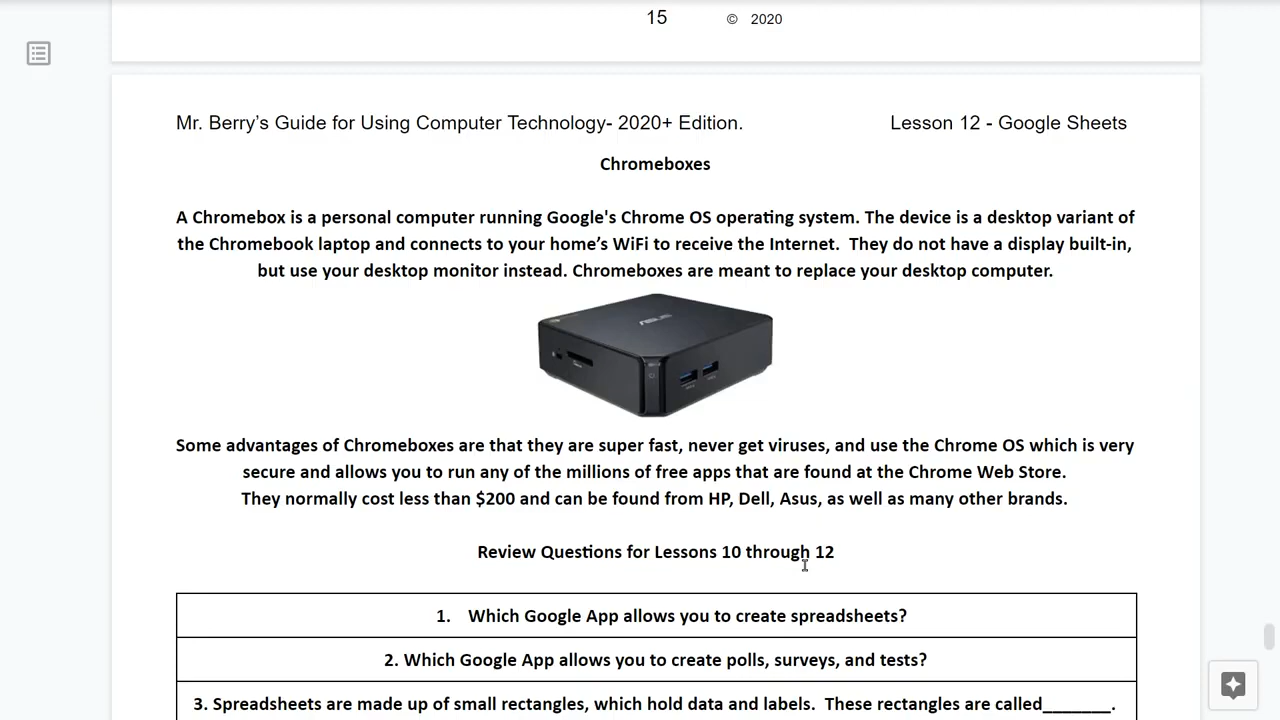 15 © 2020
Mr. Berry's Guide for Using Computer Technology- 2020+ Edition. Lesson 12 - Google Sheets
Chromeboxes
A Chromebox is a personal computer running Google's Chrome OS operating system. The device is a desktop variant of
the Chromebook laptop and connects to your home's WiFi to receive the Internet. They do not have a display built-in,
but use your desktop monitor instead. Chromeboxes are meant to replace your desktop computer.
ASUS
Some advantages of Chromeboxes are that they are super fast, never get viruses, and use the Chrome OS which is very
secure and allows you to run any of the millions of free apps that are found at the Chrome Web Store.
They normally cost less than $200 and can be found from HP, Dell, Asus, as well as many other brands.
Review Questions for Lessons 10 through 12
1. Which Google App allows you to create spreadsheets?
2. Which Google App allows you to create polls, surveys, and tests?
3. Spreadsheets are made up of small rectangles, which hold data and labels. These rectangles are called_______.